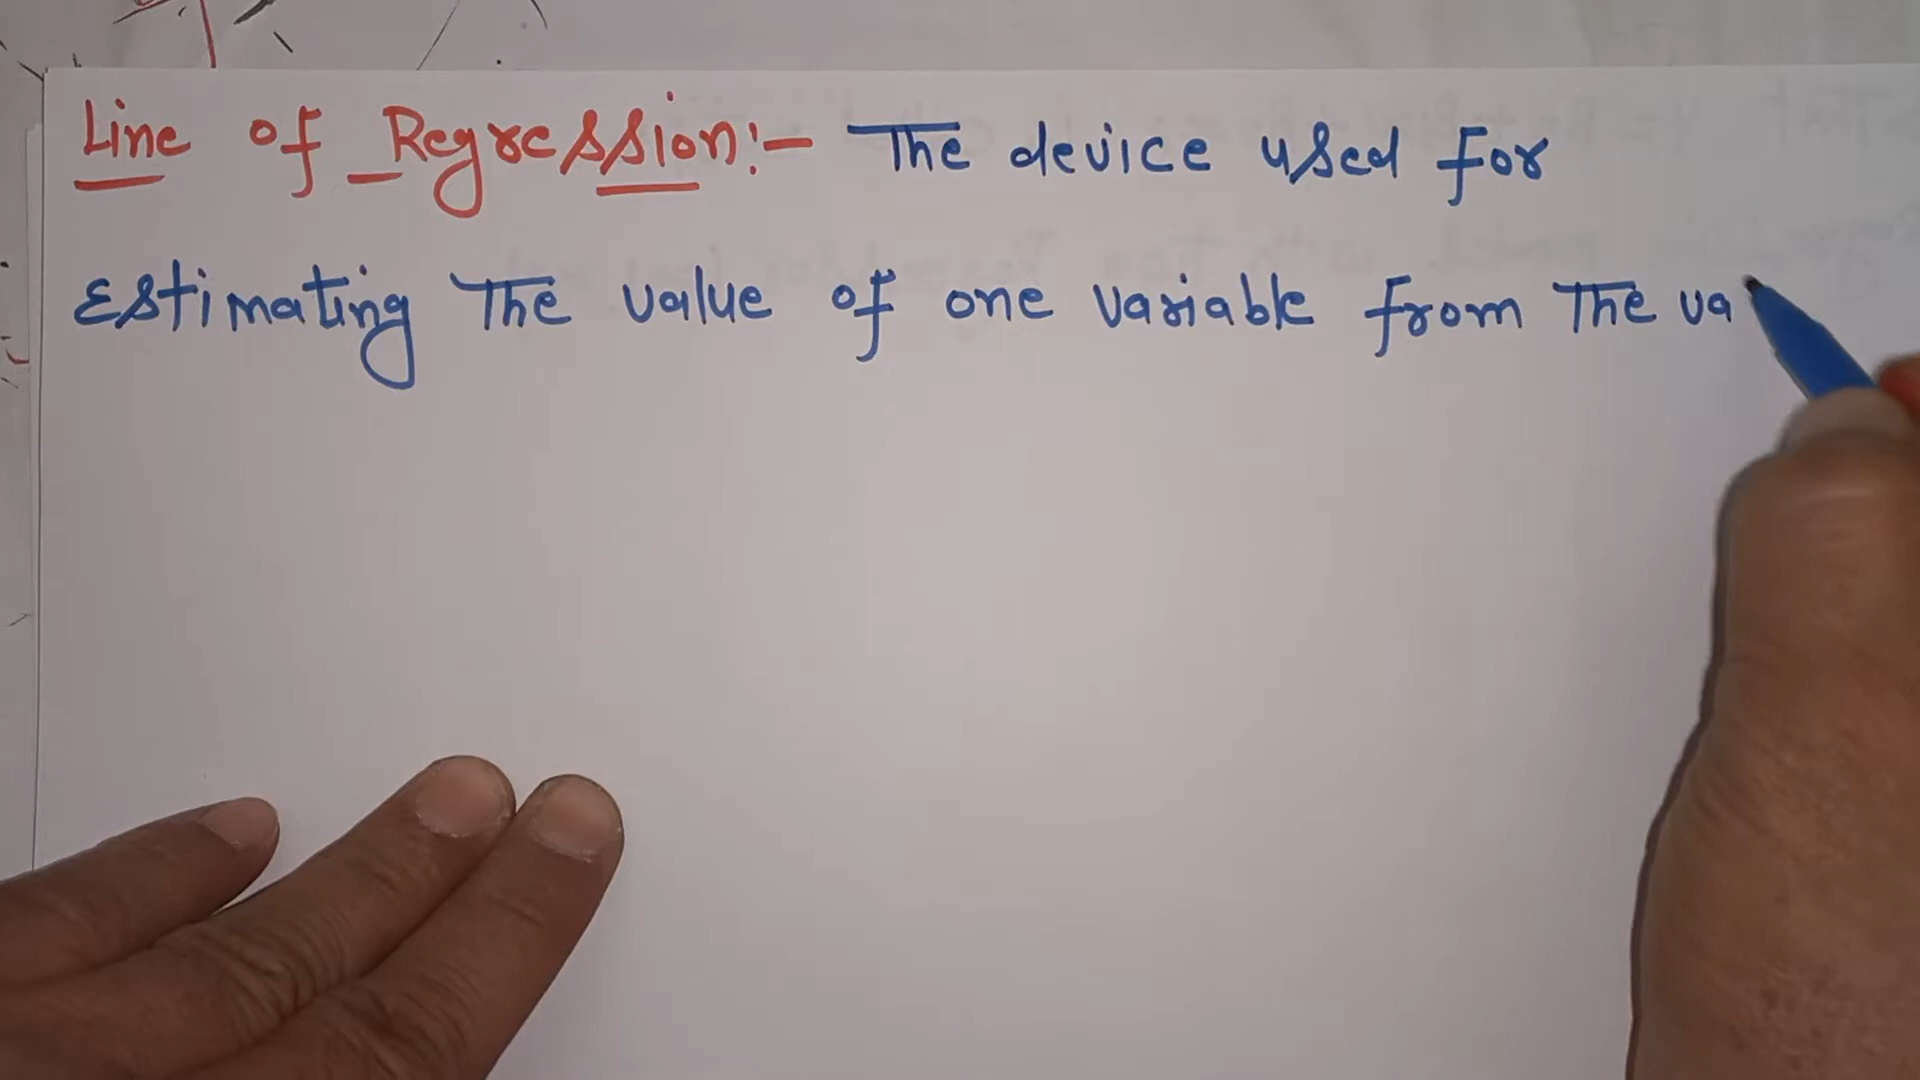 Line of Regression:- The device used for
Estimating The value of one variable from The va